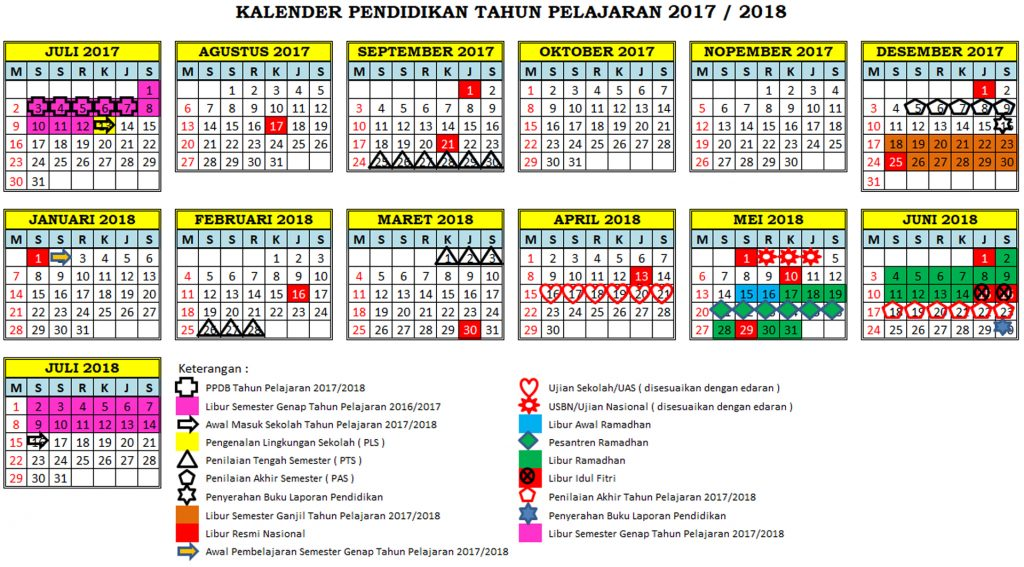 KALENDER PENDIDIKAN TAHUN PELAJARAN 2017 / 2018
JULI 2017
M S S R K J S
1
2 3 4 5 6 7 8
9 10 11 12 14 15
16 17 18 19 20 21 22
23 24 25 26 27 28 29
30 31
AGUSTUS 2017
M S S R K J S
1 2 3 4 5
6 7 8 9 10 11 12
13 14 15 16 17 18 19
20 21 22 23 24 25 26
27 28 29 30 31
SEPTEMBER 2017
M S S R K J S
1 2
3 4 5 6 7 8 9
10 11 12 13 14 15 16
17 18 19 20 21 22 23
24 25 26 27 28 29 30
OKTOBER 2017
M S S R K J S
1 2 3 4 5 6 7
8 9 10 11 12 13 14
15 16 17 18 19 20 21
22 23 24 25 26 27 28
29 30 31
NOPEMBER 2017
M S S R K J S
1 2 3 4
5 6 7 8 9 10 11
12 13 14 15 16 17 18
19 20 21 22 23 24 25
26 27 28 29 30
DESEMBER 2017
M S S R K J S
1 2
3 4 5 6 7 8 9
10 11 12 13 14 15
17 18 19 20 21 22 23
24 25 26 27 28 29 30
31
JANUARI 2018
M S S R K J S
1 3 4 5 6
7 8 9 10 11 12 13
14 15 16 17 18 19 20
21 22 23 24 25 26 27
28 29 30 31
FEBRUARI 2018
M S S R K J S
1 2 3
4 5 6 7 8 9 10
11 12 13 14 15 16 17
18 19 20 21 22 23 24
25 26 27 28
MARET 2018
M S S R K J S
1 2 3
4 5 6 7 8 9 10
11 12 13 14 15 16 17
18 19 20 21 22 23 24
25 26 27 28 29 30 31
APRIL 2018
M S S R K J S
1 2 3 4 5 6 7
8 9 10 11 12 13 14
15 16 17 18 19 20 21
22 23 24 25 26 27 28
29 30
MEI 2018
M S S R K J S
1 5
6 7 8 9 10 11 12
13 14 15 16 17 18 19
20
27 28 29 30 31
JUNI 2018
M S S R K J S
1 2
3 4 5 6 7 8 9
10 11 12 13 14
17 18 19 20 21 22 23
24 25 26 27 28 29
JULI 2018
M S S R K J S
1 2 3 4 5 6 7
8 9 10 11 12 13 14
15 16 17 18 19 20 21
22 23 24 25 26 27 28
29 30 31
Keterangan :
PPDB Tahun Pelajaran 2017/2018
Libur Semester Genap Tahun Pelajaran 2016/2017
Awal Masuk Sekolah Tahun Pelajaran 2017/2018
Pengenalan Lingkungan Sekolah ( PLS )
Penilaian Tengah Semester ( PTS )
Penilaian Akhir Semester ( PAS )
Penyerahan Buku Laporan Pendidikan
Libur Semester Ganjil Tahun Pelajaran 2017/2018
Libur Resmi Nasional
Awal Pembelajaran Semester Genap Tahun Pelajaran 2017/2018
Ujian Sekolah/UAS ( disesuaikan dengan edaran )
USBN/Ujian Nasional ( disesuaikan dengan edaran )
Libur Awal Ramadhan
Pesantren Ramadhan
Libur Ramadhan
Libur Idul Fitri
Penilaian Akhir Tahun Pelajaran 2017/2018
Penyerahan Buku Laporan Pendidikan
Libur Semester Genap Tahun Pelajaran 2017/2018